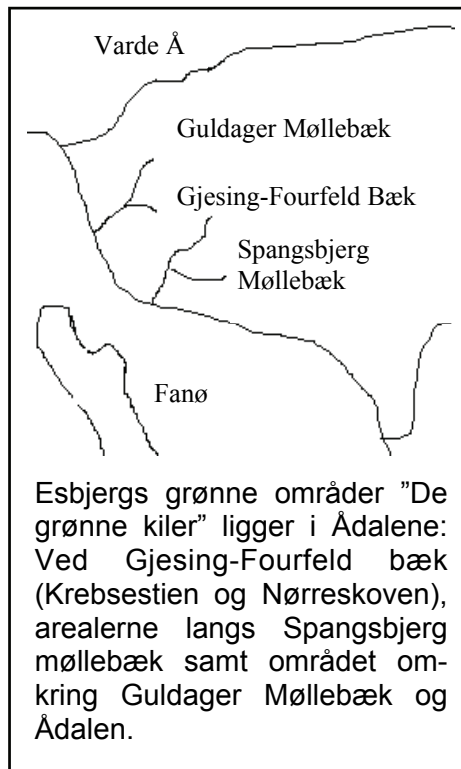 Varde Å
Guldager Møllebæk
Gjesing-Fourfeld Bæk
Spangsbjerg
Møllebæk
Fanø
Esbjergs grønne områder ”De
grønne kiler” ligger i Ådalene:
Ved Gjesing-Fourfeld bæk
(Krebsestien og Nørreskoven),
arealerne langs Spangsbjerg
møllebæk samt området om-
kring Guldager Møllebæk og
Ådalen.